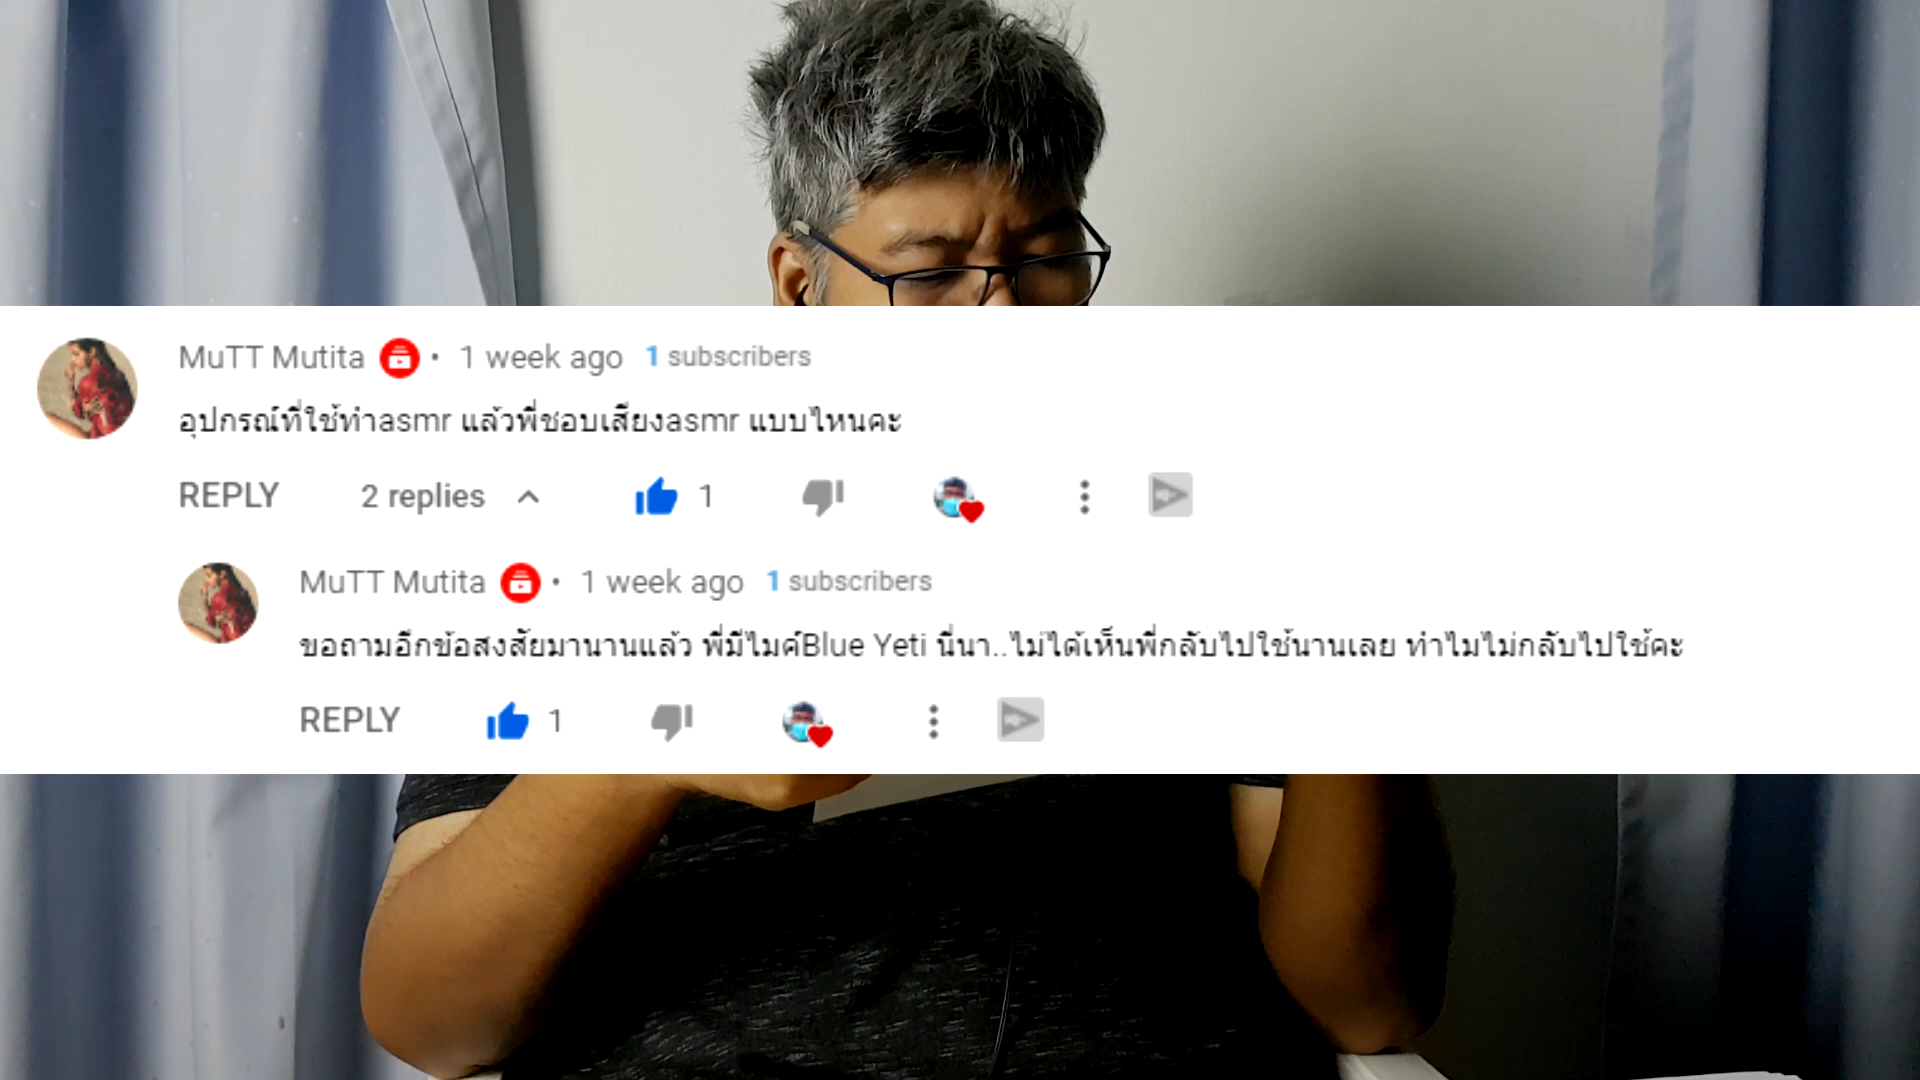 MuTT Mutita • 1 week ago 1 subscribers
อุปกรณ์ที่ใช้ทำasmr แล้วพี่ชอบเสียงasmr แบบไหนคะ
REPLY 2 replies 1
MuTT Mutita • 1 week ago 1 subscribers
ขอถามอีกข้อสงสัยมานานแล้ว พี่มีไมค์Blue Yeti นี่นา..ไม่ได้เห็นพี่กลับไปใช้นานเลย ทำไมไม่กลับไปใช้คะ
REPLY 1